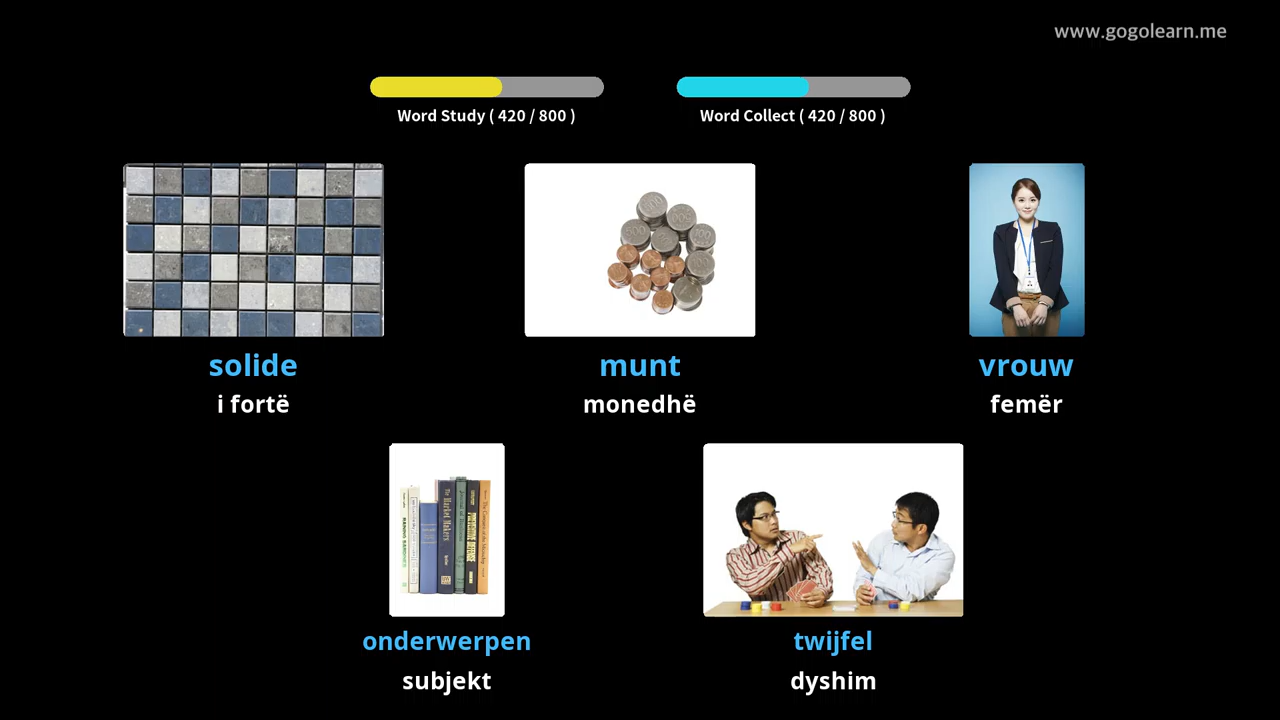 www.gogolearn.me
Word Study ( 420 / 800 )
Word Collect ( 420 / 800 )
solide
munt
vrouw
i fortë
monedhë
femër
onderwerpen
twijfel
subjekt
dyshim